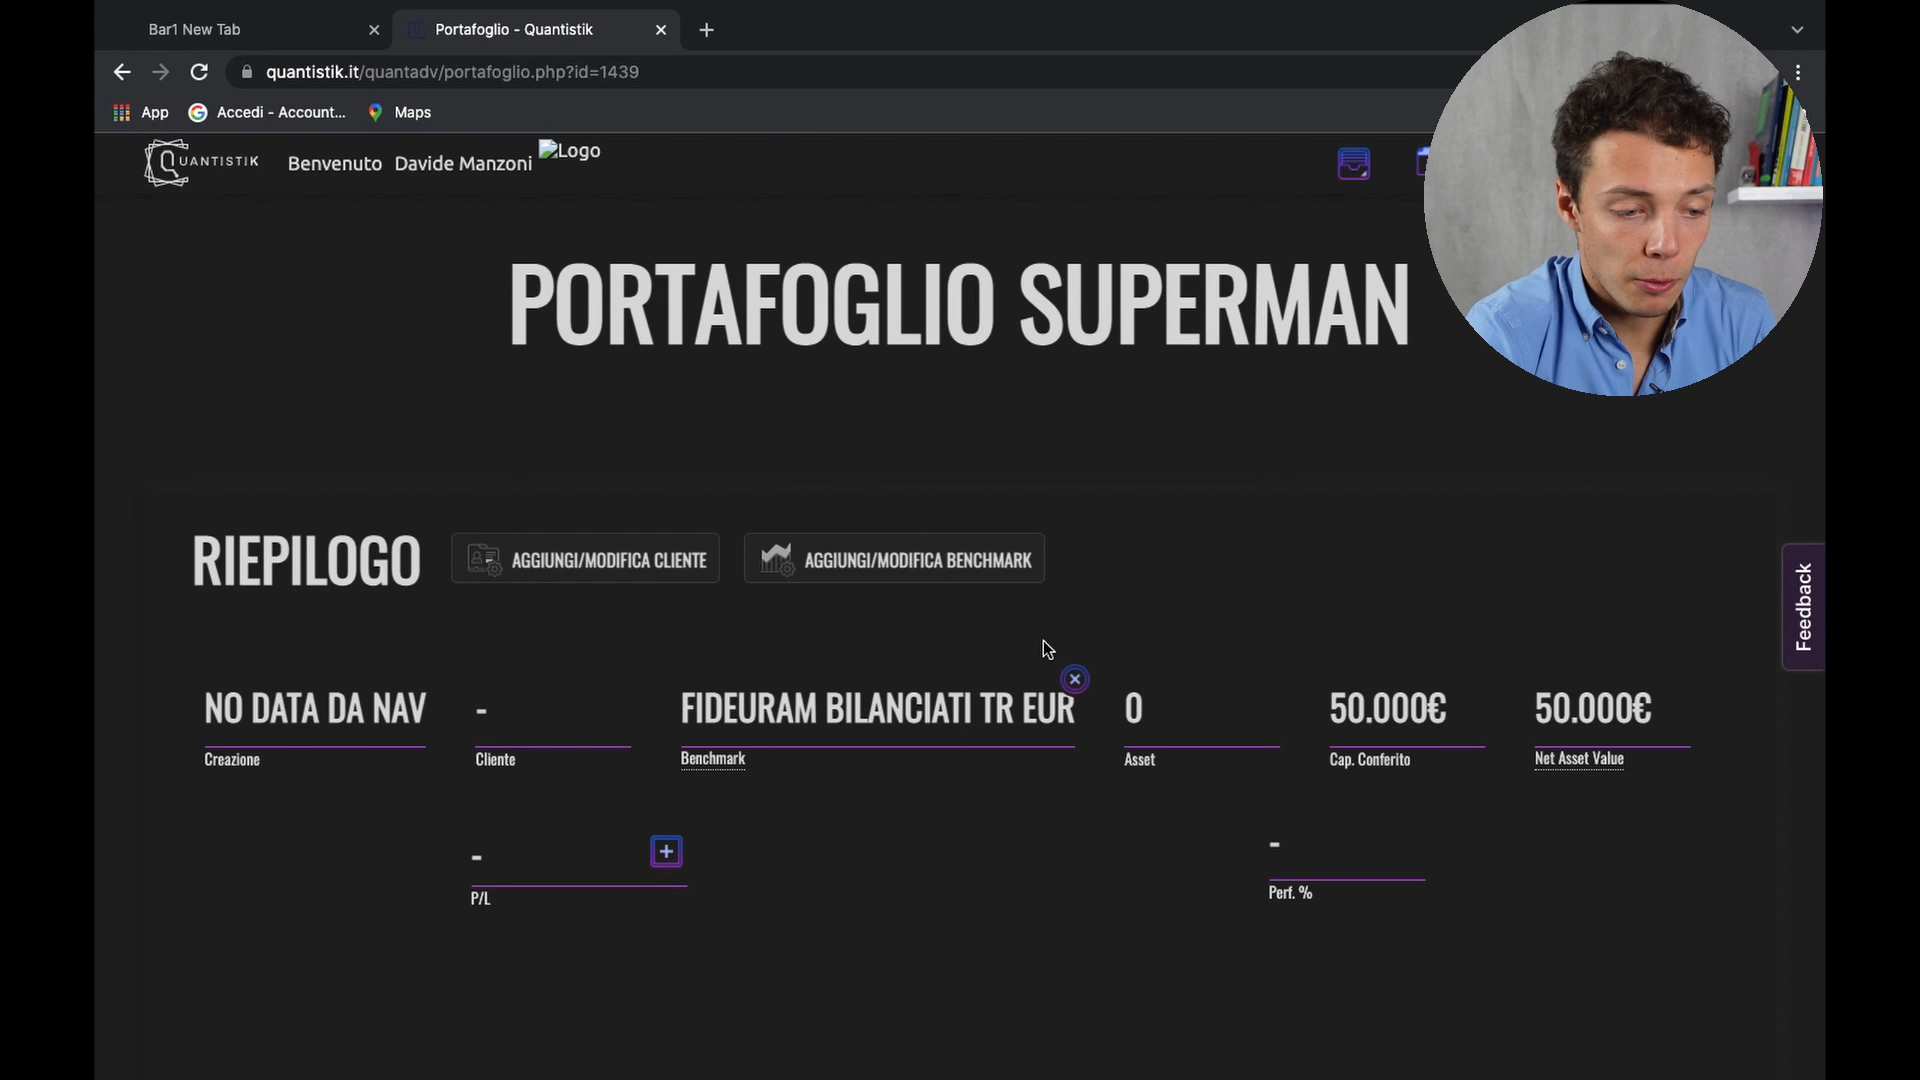 Bar1 New Tab
Portafoglio - Quantistik
quantistik.it/quantadv/portafoglio.php?id=1439
App
Accedi - Account...
Maps
QUANTISTIK
Benvenuto Davide Manzoni
Logo
PORTAFOGLIO SUPERMAN
RIEPILOGO
AGGIUNGI/MODIFICA CLIENTE
AGGIUNGI/MODIFICA BENCHMARK
Feedback
NO DATA DA NAV
-
FIDEURAM BILANCIATI TR EUR
0
50.000€
50.000€
Creazione
Cliente
Benchmark
Asset
Cap. Conferito
Net Asset Value
-
-
P/L
Perf. %